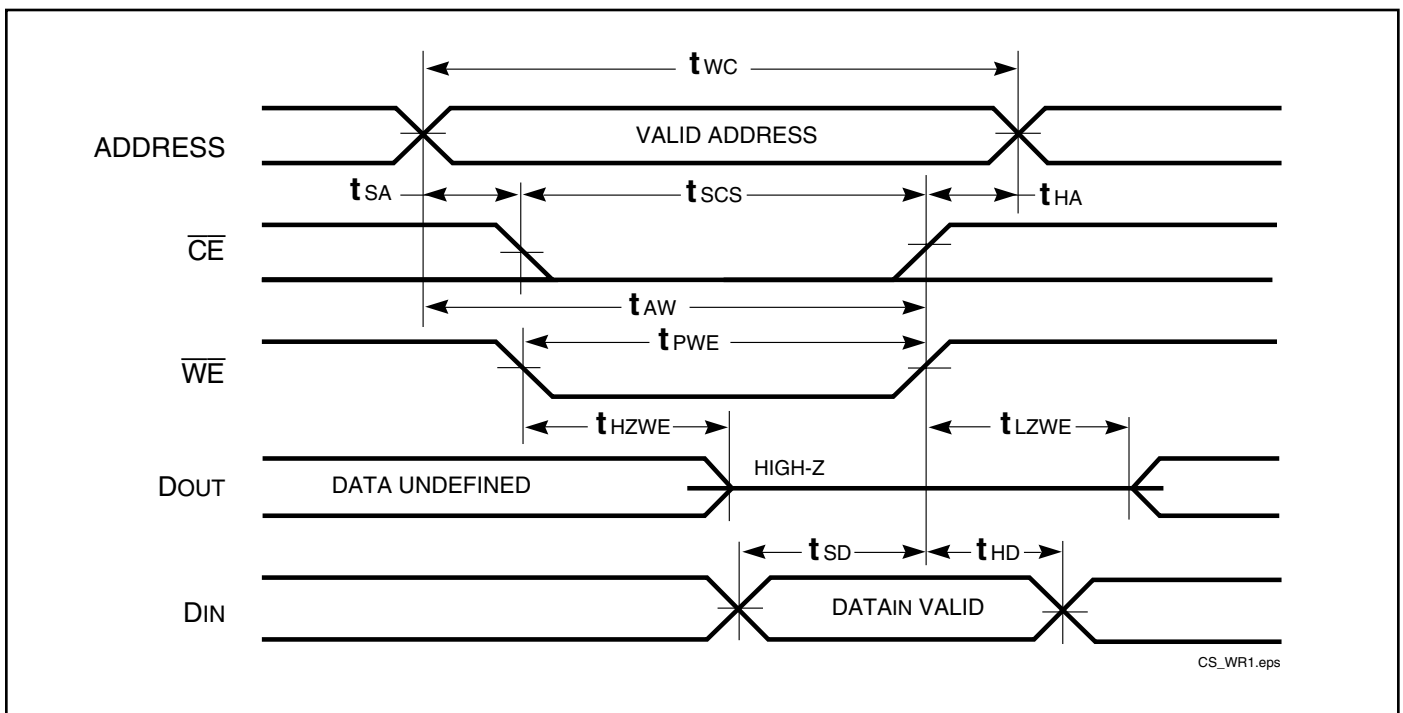 tWC
ADDRESS
VALID ADDRESS
tSA
tSCS
tHA
CE
tAW
tPWE
WE
tHZWE
tLZWE
DOUT
DATA UNDEFINED
HIGH-Z
tSD
tHD
DIN
DATAIN VALID
CS_WR1.eps